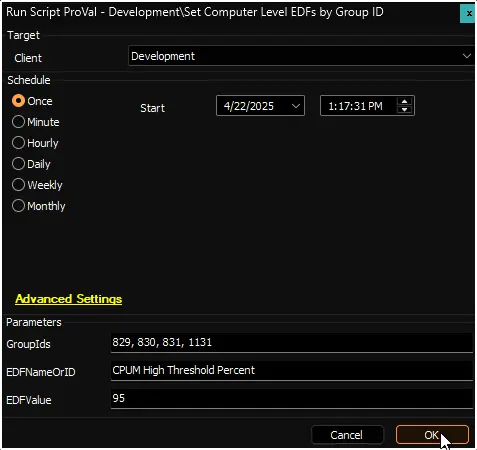 Run Script ProVal - Development\Set Computer Level EDFs by Group ID x
Target
Client Development
Schedule
Once Start 4/22/2025 1:17:31 PM
Minute
Hourly
Daily
Weekly
Monthly
Advanced Settings
Parameters
GroupIds 829, 830, 831, 1131
EDFNameOrID CPUM High Threshold Percent
EDFValue 95
Cancel OK